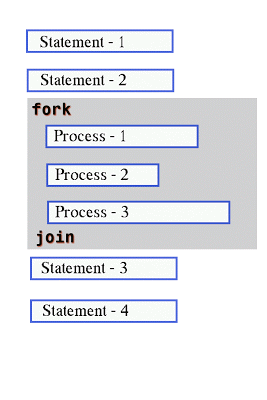 Statement - 1
Statement - 2
fork
Process - 1
Process - 2
Process - 3
join
Statement - 3
Statement - 4